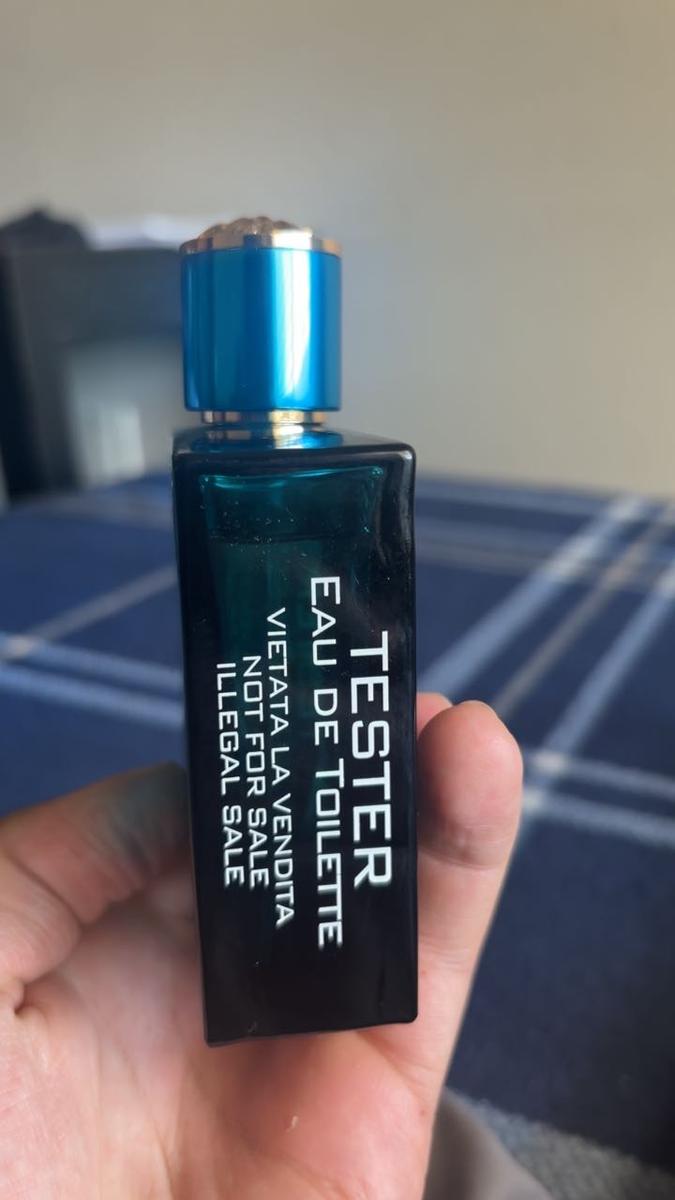 TESTER
EAU DE TOILETTE
VIETATA LA VENDITA
NOT FOR SALE
ILLEGAL SALE